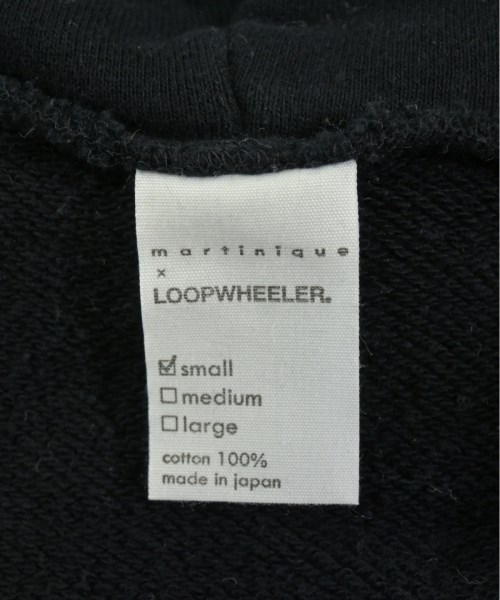 martinique
×
LOOPWHEELER.
☑ small
☐ medium
☐ large
cotton 100%
made in japan